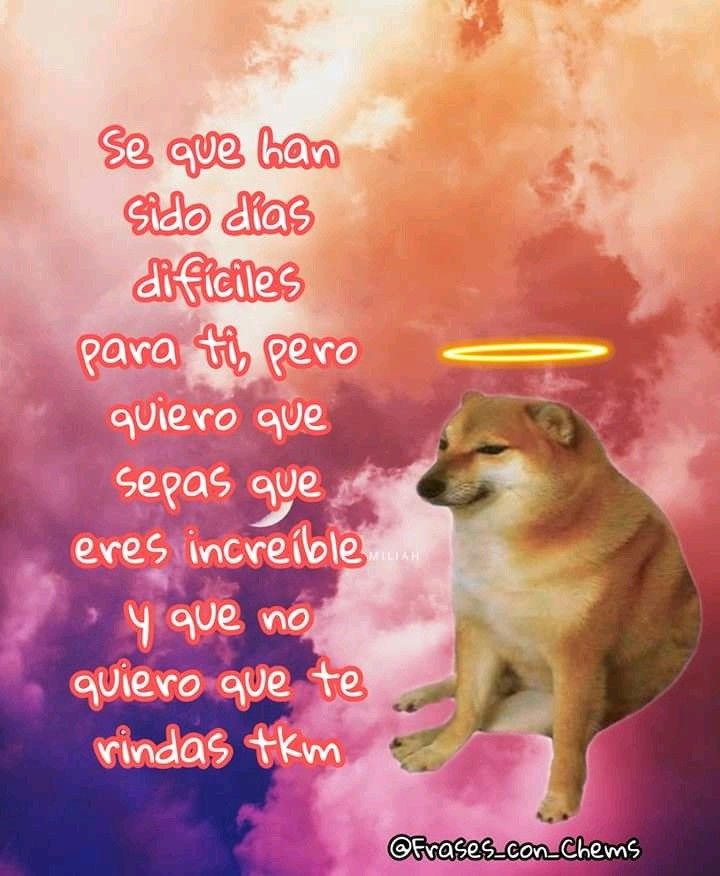 Se que han
sido días
difíciles
para ti, pero
quiero que
sepas que
eres increíble
y que no
quiero que te
rindas tkm
MILIAH
@Frases_con_Chems